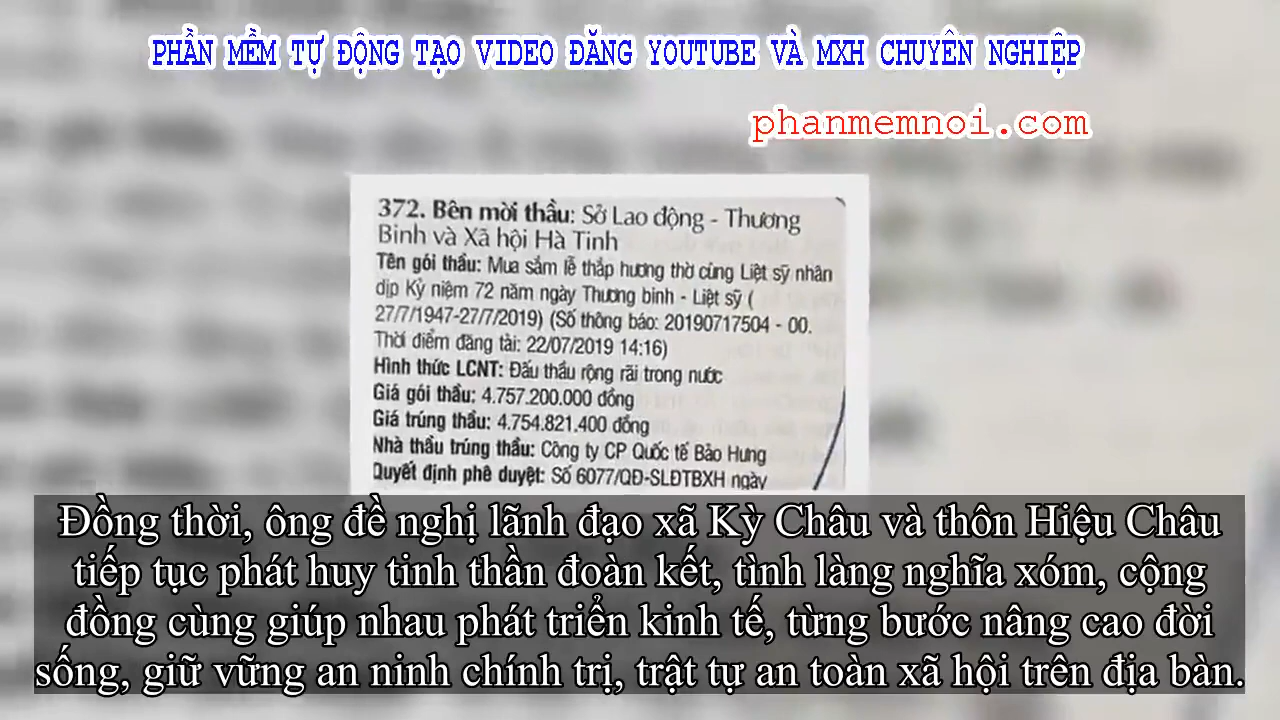 PHẦN MỀM TỰ ĐỘNG TẠO VIDEO ĐĂNG YOUTUBE VÀ MXH CHUYÊN NGHIỆP
phanmemnoi.com
372. Bên mời thầu: Sở Lao động - Thương
Binh và Xã hội Hà Tĩnh
Tên gói thầu: Mua sắm lễ thắp hương thờ cúng Liệt sỹ nhân
dịp Kỷ niệm 72 năm ngày Thương binh - Liệt sỹ (
27/7/1947-27/7/2019) (Số thông báo: 20190717504 - 00.
Thời điểm đăng tải: 22/07/2019 14:16)
Hình thức LCNT: Đấu thầu rộng rãi trong nước
Giá gói thầu: 4.757.200.000 đồng
Giá trúng thầu: 4.754.821.400 đồng
Nhà thầu trúng thầu: Công ty CP Quốc tế Bảo Hưng
Quyết định phê duyệt: Số 6077/QĐ-SLĐTBXH ngày
Đồng thời, ông đề nghị lãnh đạo xã Kỳ Châu và thôn Hiệu Châu
tiếp tục phát huy tinh thần đoàn kết, tình làng nghĩa xóm, cộng
đồng cùng giúp nhau phát triển kinh tế, từng bước nâng cao đời
sống, giữ vững an ninh chính trị, trật tự an toàn xã hội trên địa bàn.